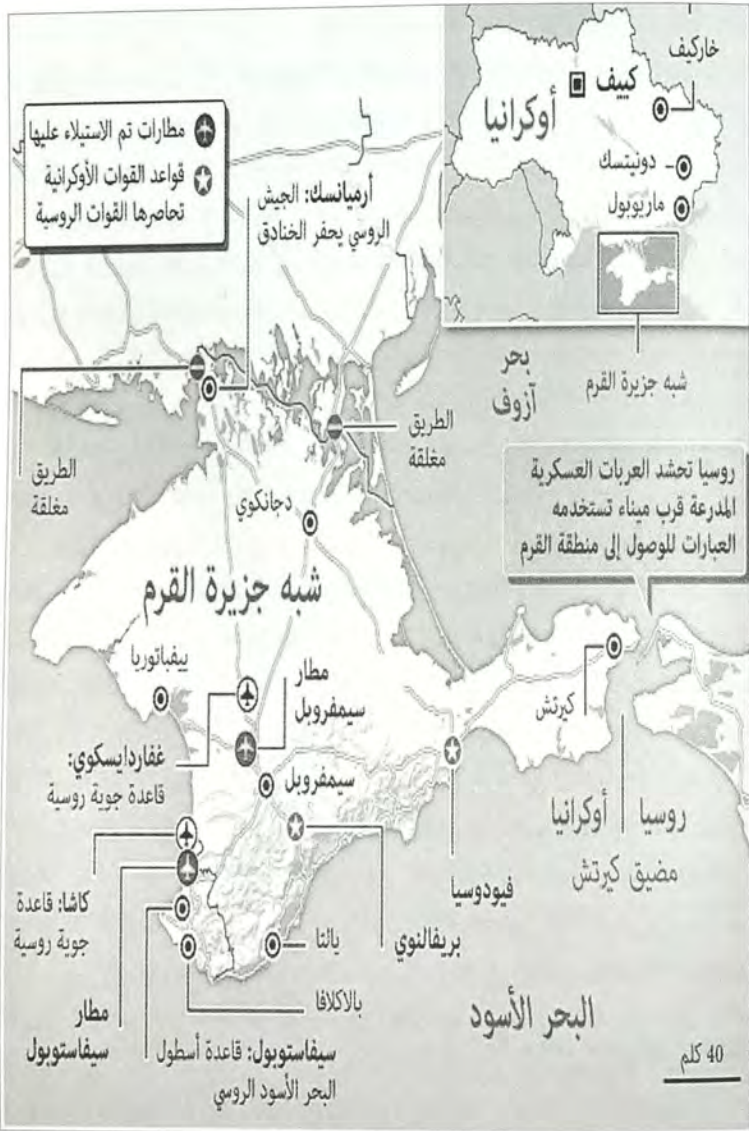 خاركيف
كييف
أوكرانيا
دونيتسك
ماريوبول
شبه جزيرة القرم
مطارات تم الاستيلاء عليها
قواعد القوات الأوكرانية
تحاصرها القوات الروسية
أرميانسك: الجيش
الروسي يحفر الخنادق
بحر
آزوف
الطريق
مغلقة
الطريق
مغلقة
روسيا تحشد العربات العسكرية
المدرعة قرب ميناء تستخدمه
العبارات للوصول إلى منطقة القرم
دجانكوي
شبه جزيرة القرم
ييفباتوريا
مطار
سيمفروبل
كيرتش
غفاردايسكوي:
قاعدة جوية روسية
سيمفروبل
روسيا
أوكرانيا
مضيق كيرتش
فيودوسيا
كاشا: قاعدة
جوية روسية
بريفالنوي
يالتا
بالاكلافا
البحر الأسود
مطار
سيفاستوبول
سيفاستوبول: قاعدة أسطول
البحر الأسود الروسي
40 كلم